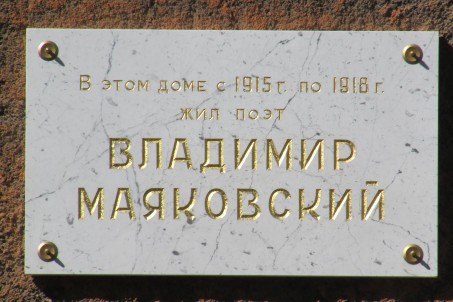 В этом доме с 1915 г. по 1918 г.
жил поэт
ВЛАДИМИР
МАЯКОВСКИЙ